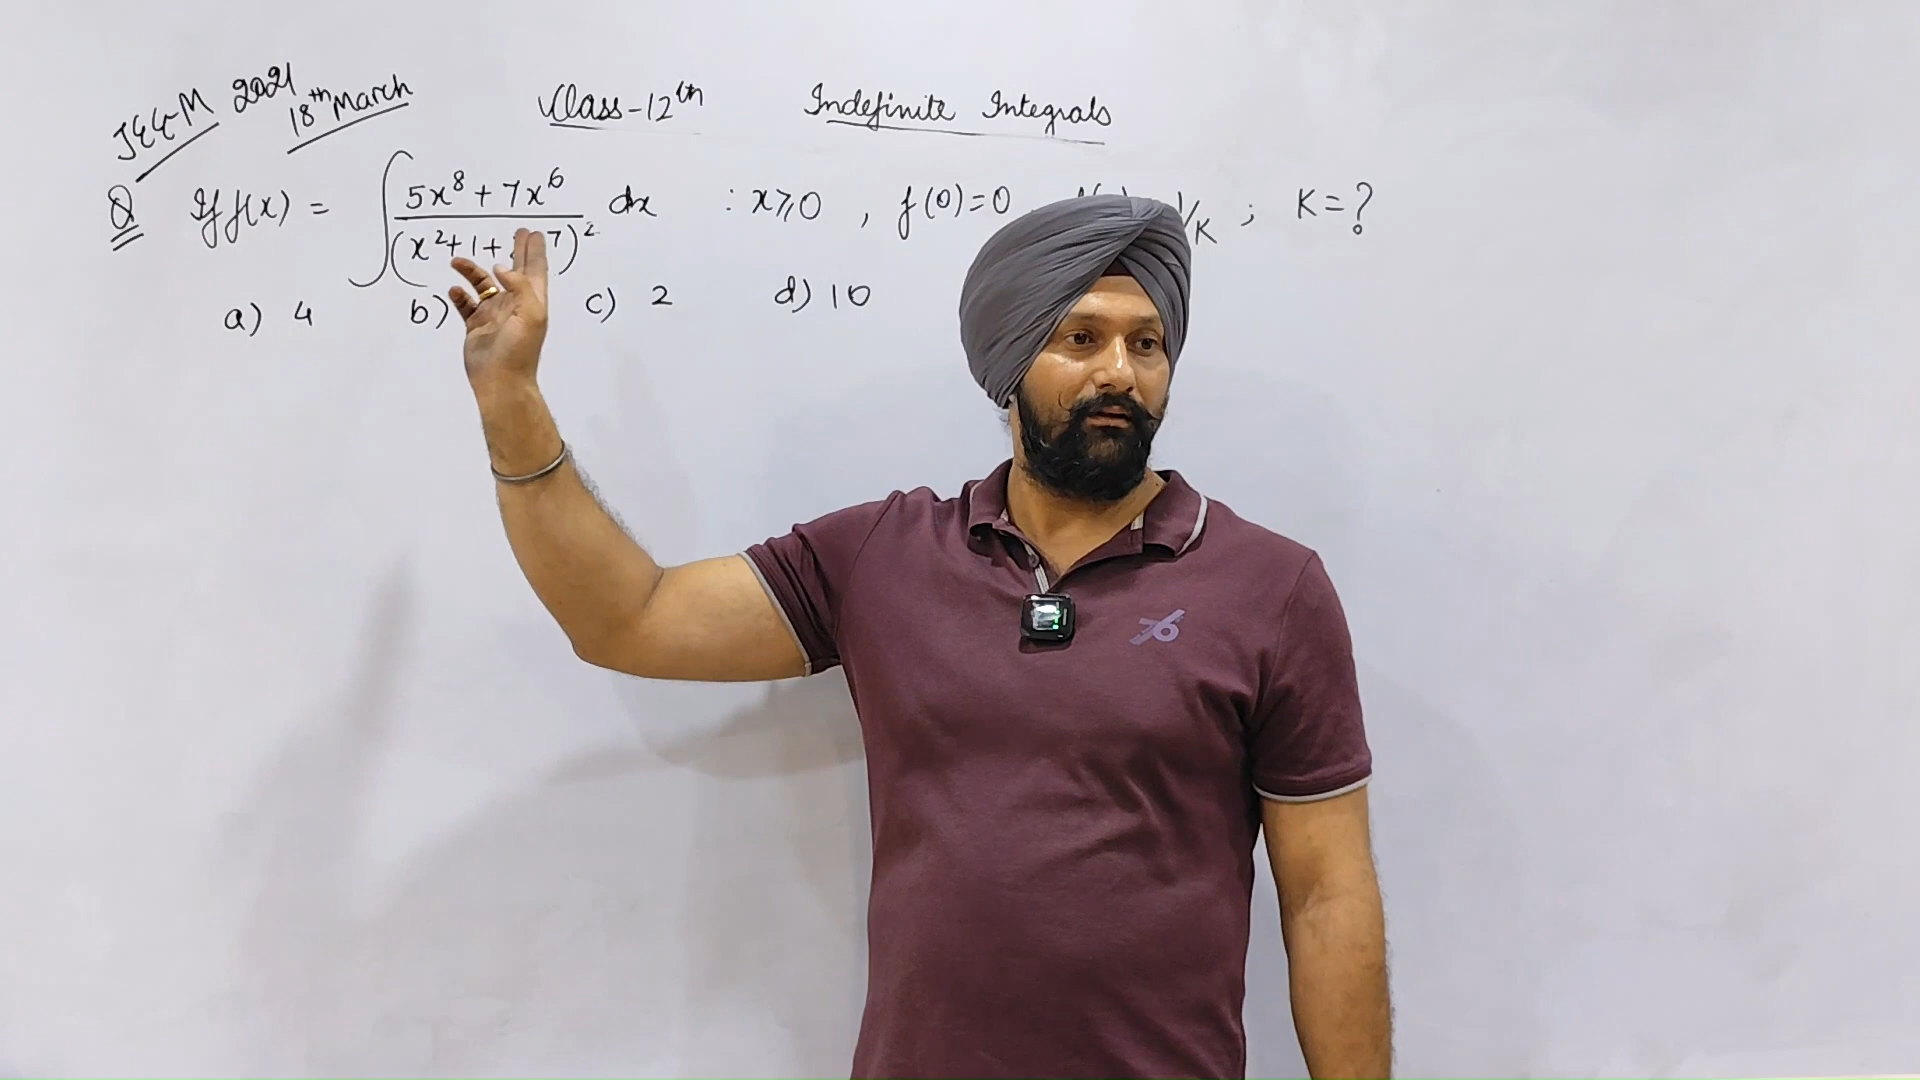 JEE-M 2021
18th March
Class-12th
Indefinite Integrals
Q If f(x) = ∫ (5x⁸ + 7x⁶)/(x² + 1 + 7)² dx : x ≥ 0 , f(0)=0 1/K ; K = ?
a) 4 b) c) 2 d) 10
76